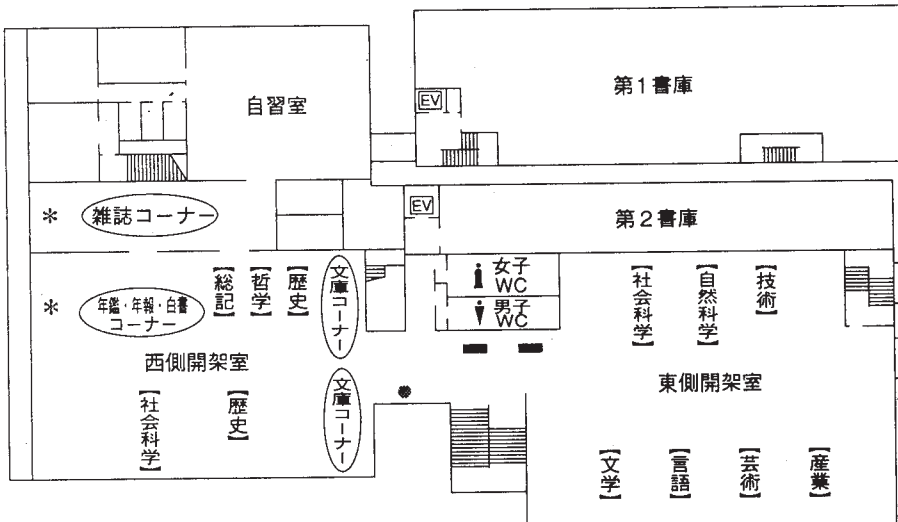 自習室
EV
第1書庫
*
雑誌コーナー
EV
第2書庫
*
年鑑・年報・白書
コーナー
【総記】
【哲学】
【歴史】
文庫コーナー
女子
WC
男子
WC
【社会科学】
【自然科学】
【技術】
西側開架室
東側開架室
【社会科学】
【歴史】
文庫コーナー
【文学】
【言語】
【芸術】
【産業】